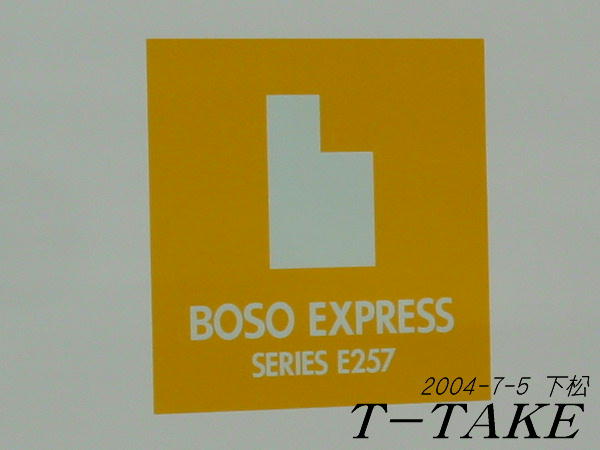 BOSO EXPRESS
SERIES E257
2004-7-5 下松
T-TAKE